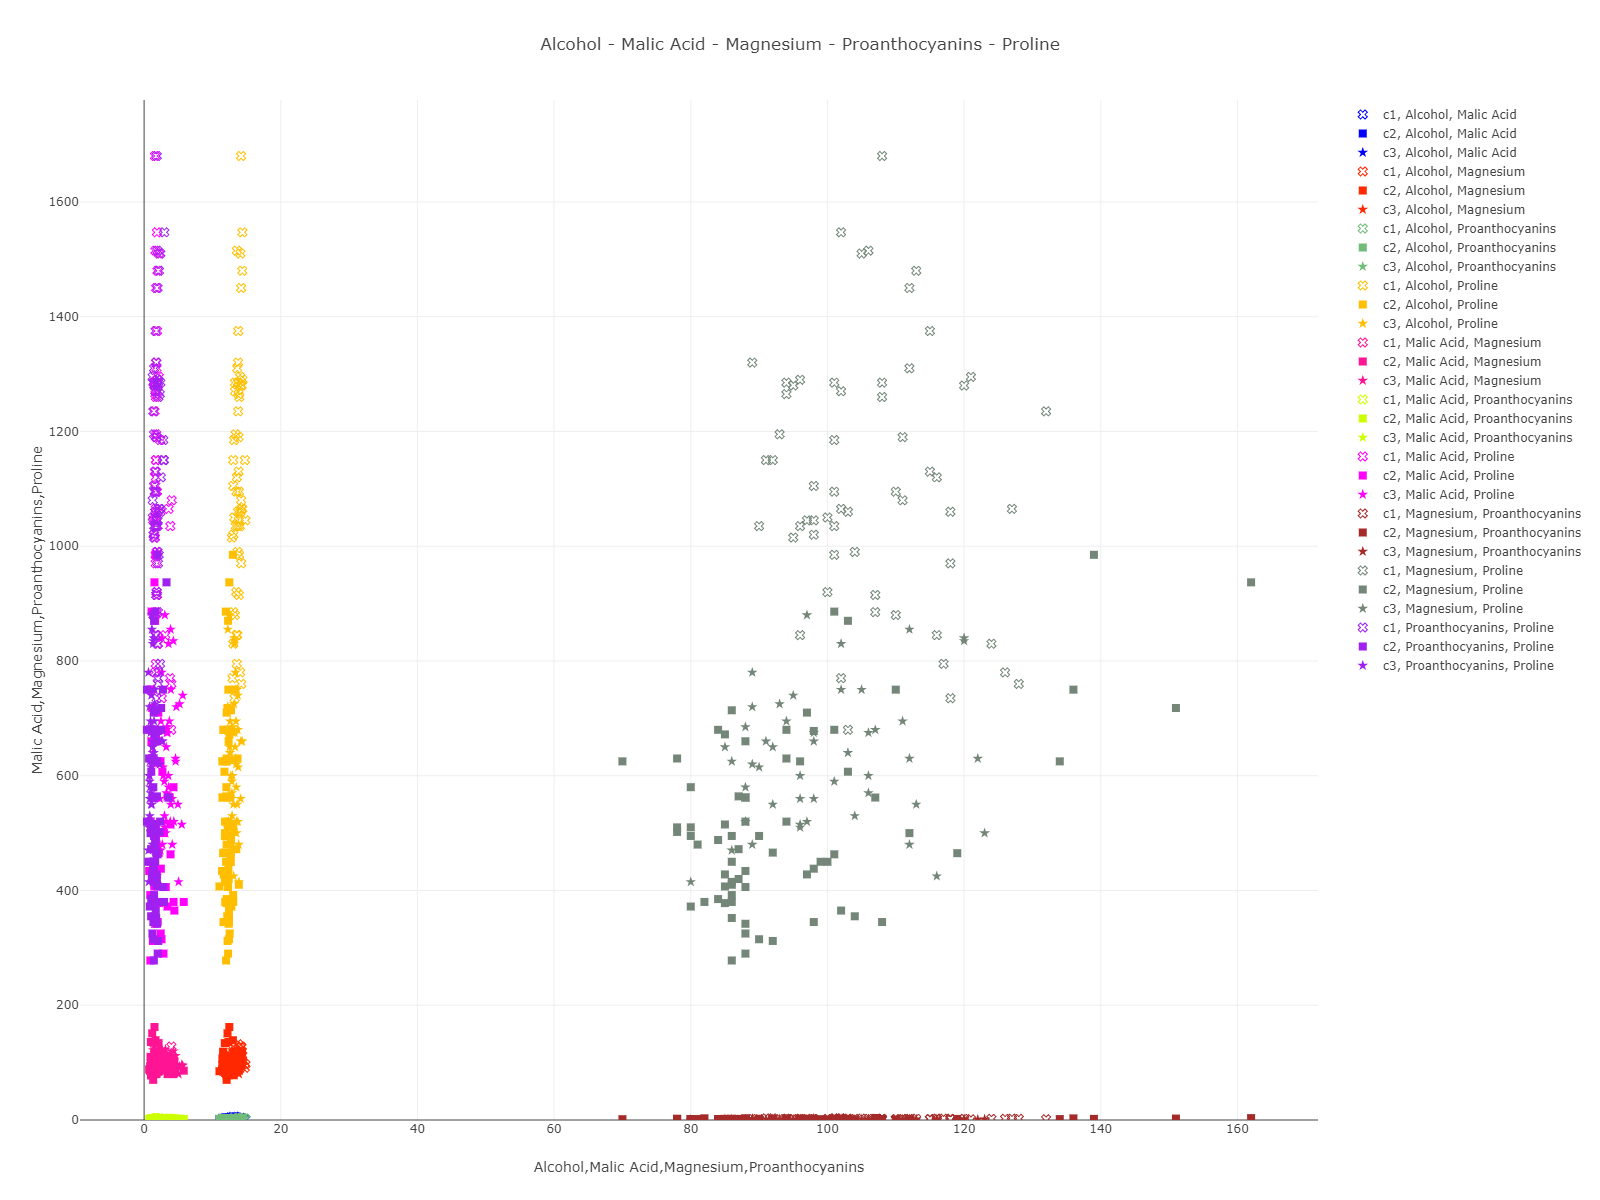 Alcohol - Malic Acid - Magnesium - Proanthocyanins - Proline
Malic Acid,Magnesium,Proanthocyanins,Proline
1600
1400
1200
1000
800
600
400
200
0
0 20 40 60 80 100 120 140 160
Alcohol,Malic Acid,Magnesium,Proanthocyanins
c1, Alcohol, Malic Acid
c2, Alcohol, Malic Acid
c3, Alcohol, Malic Acid
c1, Alcohol, Magnesium
c2, Alcohol, Magnesium
c3, Alcohol, Magnesium
c1, Alcohol, Proanthocyanins
c2, Alcohol, Proanthocyanins
c3, Alcohol, Proanthocyanins
c1, Alcohol, Proline
c2, Alcohol, Proline
c3, Alcohol, Proline
c1, Malic Acid, Magnesium
c2, Malic Acid, Magnesium
c3, Malic Acid, Magnesium
c1, Malic Acid, Proanthocyanins
c2, Malic Acid, Proanthocyanins
c3, Malic Acid, Proanthocyanins
c1, Malic Acid, Proline
c2, Malic Acid, Proline
c3, Malic Acid, Proline
c1, Magnesium, Proanthocyanins
c2, Magnesium, Proanthocyanins
c3, Magnesium, Proanthocyanins
c1, Magnesium, Proline
c2, Magnesium, Proline
c3, Magnesium, Proline
c1, Proanthocyanins, Proline
c2, Proanthocyanins, Proline
c3, Proanthocyanins, Proline